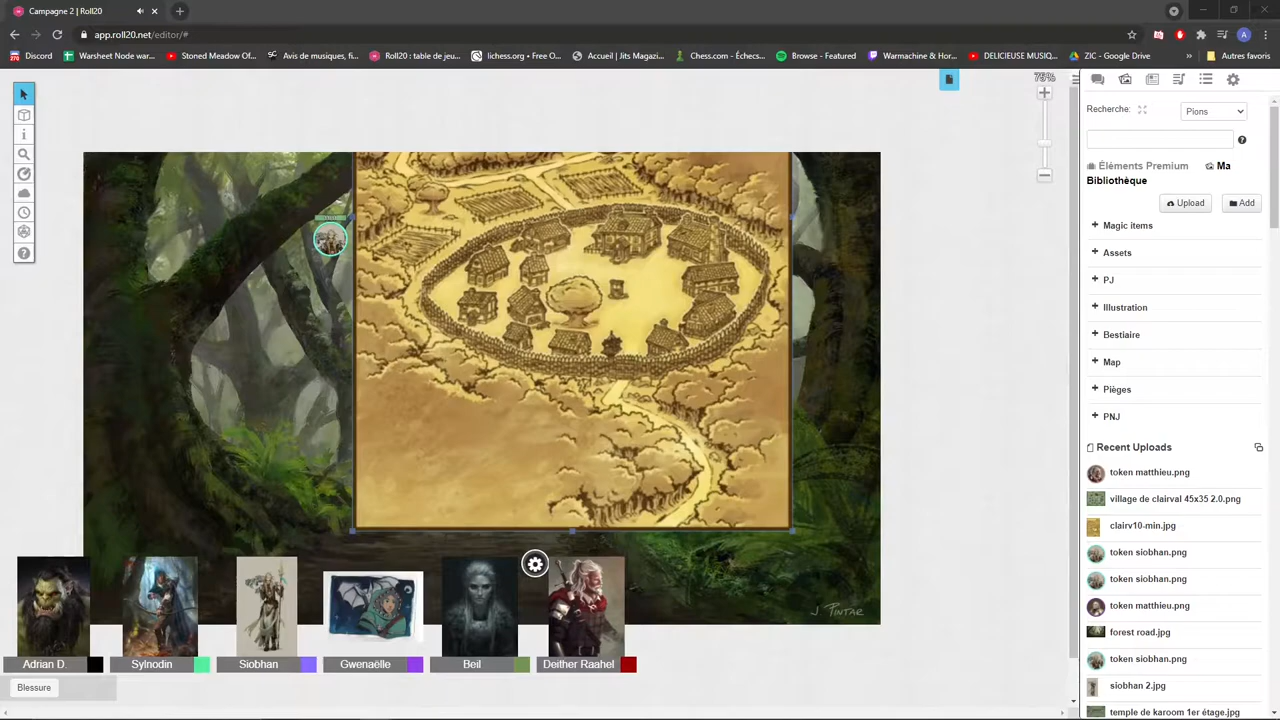 Campagne 2 | Roll20
app.roll20.net/editor/#
Discord
Warsheet Node war...
Stoned Meadow Of...
Avis de musiques, fi...
Roll20 : table de jeu...
lichess.org • Free O...
Accueil | Jits Magazi...
Chess.com - Échecs...
Browse - Featured
Warmachine & Hor...
DELICIEUSE MUSIQ...
ZIC - Google Drive
Autres favoris
75%
Recherche:
Pions
Éléments Premium
Ma
Bibliothèque
Upload
Add
Magic items
Assets
PJ
Illustration
Bestiaire
Map
Pièges
PNJ
Recent Uploads
token matthieu.png
village de clairval 45x35 2.0.png
clairv10-min.jpg
token siobhan.png
token siobhan.png
token matthieu.png
forest road.jpg
token siobhan.png
siobhan 2.jpg
temple de karoom 1er étage.jpg
J PINTAR
Adrian D.
Sylnodin
Siobhan
Gwenaëlle
Beil
Deither Raahel
Blessure